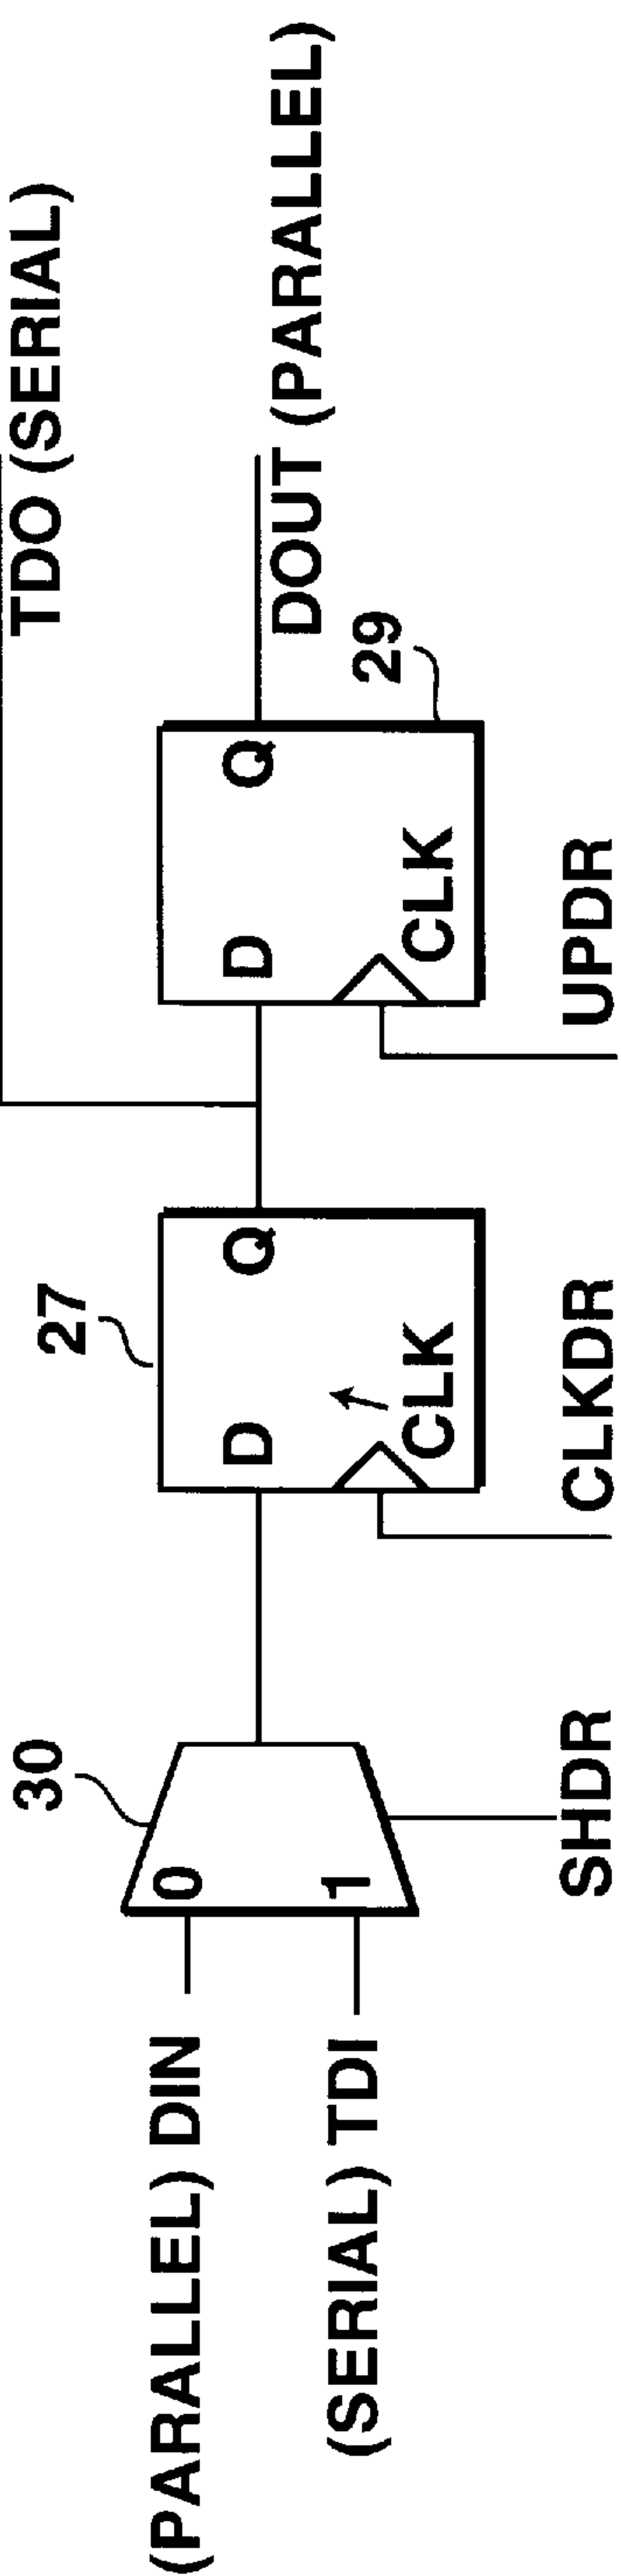 TDO (SERIAL)
30
27
29
(PARALLEL) DIN
0
D
Q
D
Q
DOUT (PARALLEL)
(SERIAL) TDI
1
CLK
CLK
SHDR
CLKDR
UPDR